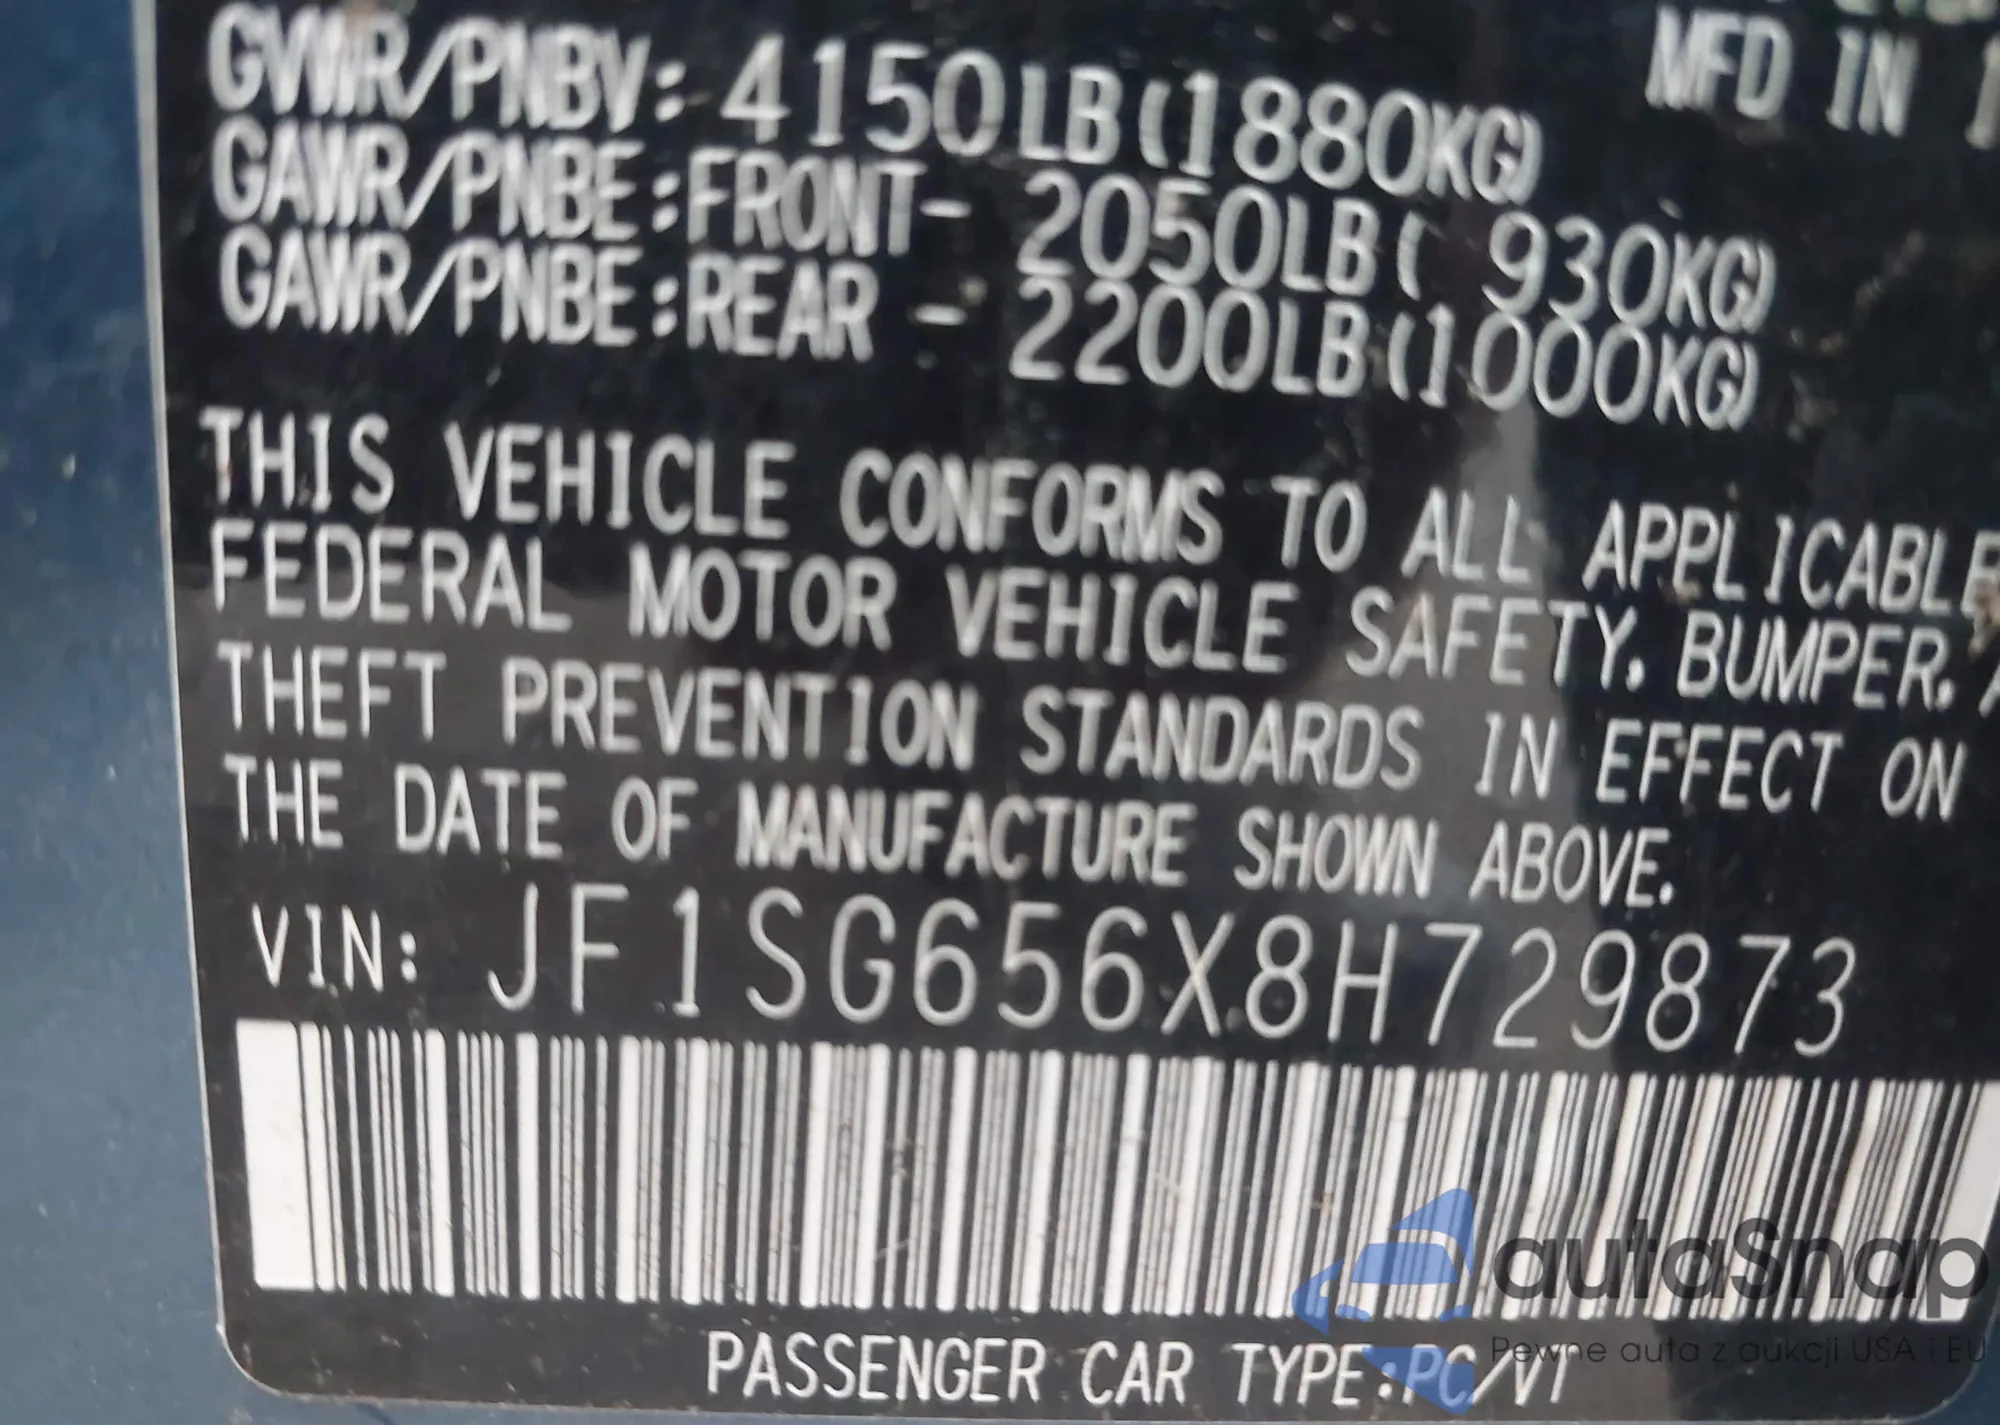 MFD IN
GVWR/PNBV: 4150LB(1880KG)
GAWR/PNBE:FRONT- 2050LB( 930KG)
GAWR/PNBE:REAR - 2200LB(1000KG)
THIS VEHICLE CONFORMS TO ALL APPLICABLE
FEDERAL MOTOR VEHICLE SAFETY, BUMPER,
THEFT PREVENTION STANDARDS IN EFFECT ON
THE DATE OF MANUFACTURE SHOWN ABOVE.
VIN: JF1SG656X8H729873
autaSnap
Pewne auta z aukcji USA i EU
PASSENGER CAR TYPE:PC/VT